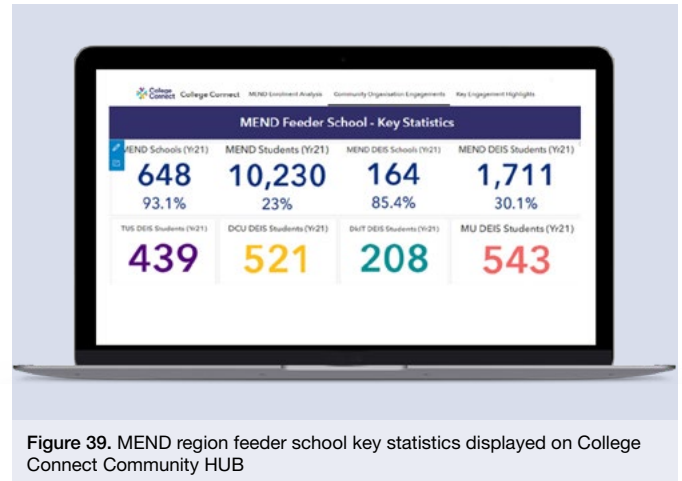 College Connect College Connect MEND Enrolment Analysis Community Organisation Engagements Key Engagement Highlights
MEND Feeder School - Key Statistics
MEND Schools (Yr21) MEND Students (Yr21) MEND DEIS Schools (Yr21) MEND DEIS Students (Yr21)
648 10,230 164 1,711
93.1% 23% 85.4% 30.1%
TUS DEIS Students (Yr21) DCU DEIS Students (Yr21) DkIT DEIS Students (Yr21) MU DEIS Students (Yr21)
439 521 208 543
Figure 39. MEND region feeder school key statistics displayed on College
Connect Community HUB